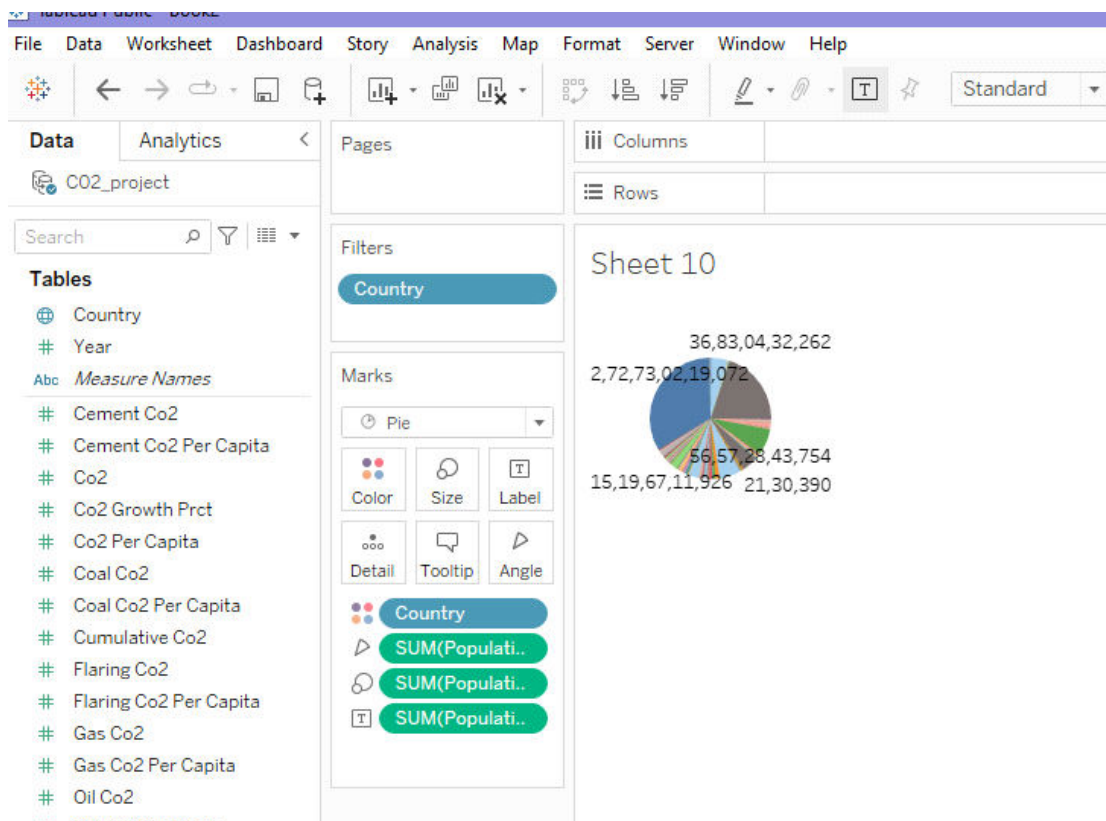 Tableau Public - Book2
File Data Worksheet Dashboard Story Analysis Map Format Server Window Help
Standard
Data Analytics
CO2_project
Search
Tables
Country
Year
Abc Measure Names
Cement Co2
Cement Co2 Per Capita
Co2
Co2 Growth Prct
Co2 Per Capita
Coal Co2
Coal Co2 Per Capita
Cumulative Co2
Flaring Co2
Flaring Co2 Per Capita
Gas Co2
Gas Co2 Per Capita
Oil Co2
Pages
Filters
Country
Marks
Pie
Color Size Label
Detail Tooltip Angle
Country
SUM(Populati..
SUM(Populati..
SUM(Populati..
Columns
Rows
Sheet 10
36,83,04,32,262
2,72,73,02,19,072
56,57,28,43,754
15,19,67,11,926
21,30,390